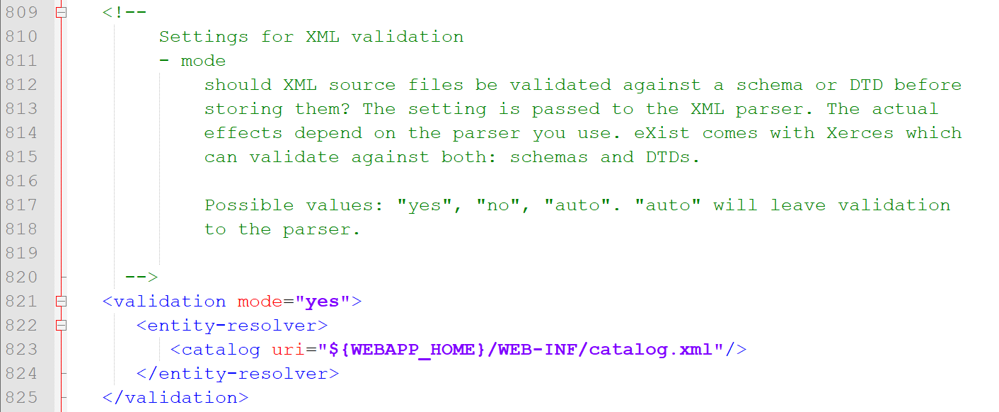 809 <!--
810 Settings for XML validation
811 - mode
812 should XML source files be validated against a schema or DTD before
813 storing them? The setting is passed to the XML parser. The actual
814 effects depend on the parser you use. eXist comes with Xerces which
815 can validate against both: schemas and DTDs.
816
817 Possible values: "yes", "no", "auto". "auto" will leave validation
818 to the parser.
819
820 -->
821 <validation mode="yes">
822 <entity-resolver>
823 <catalog uri="${WEBAPP_HOME}/WEB-INF/catalog.xml"/>
824 </entity-resolver>
825 </validation>